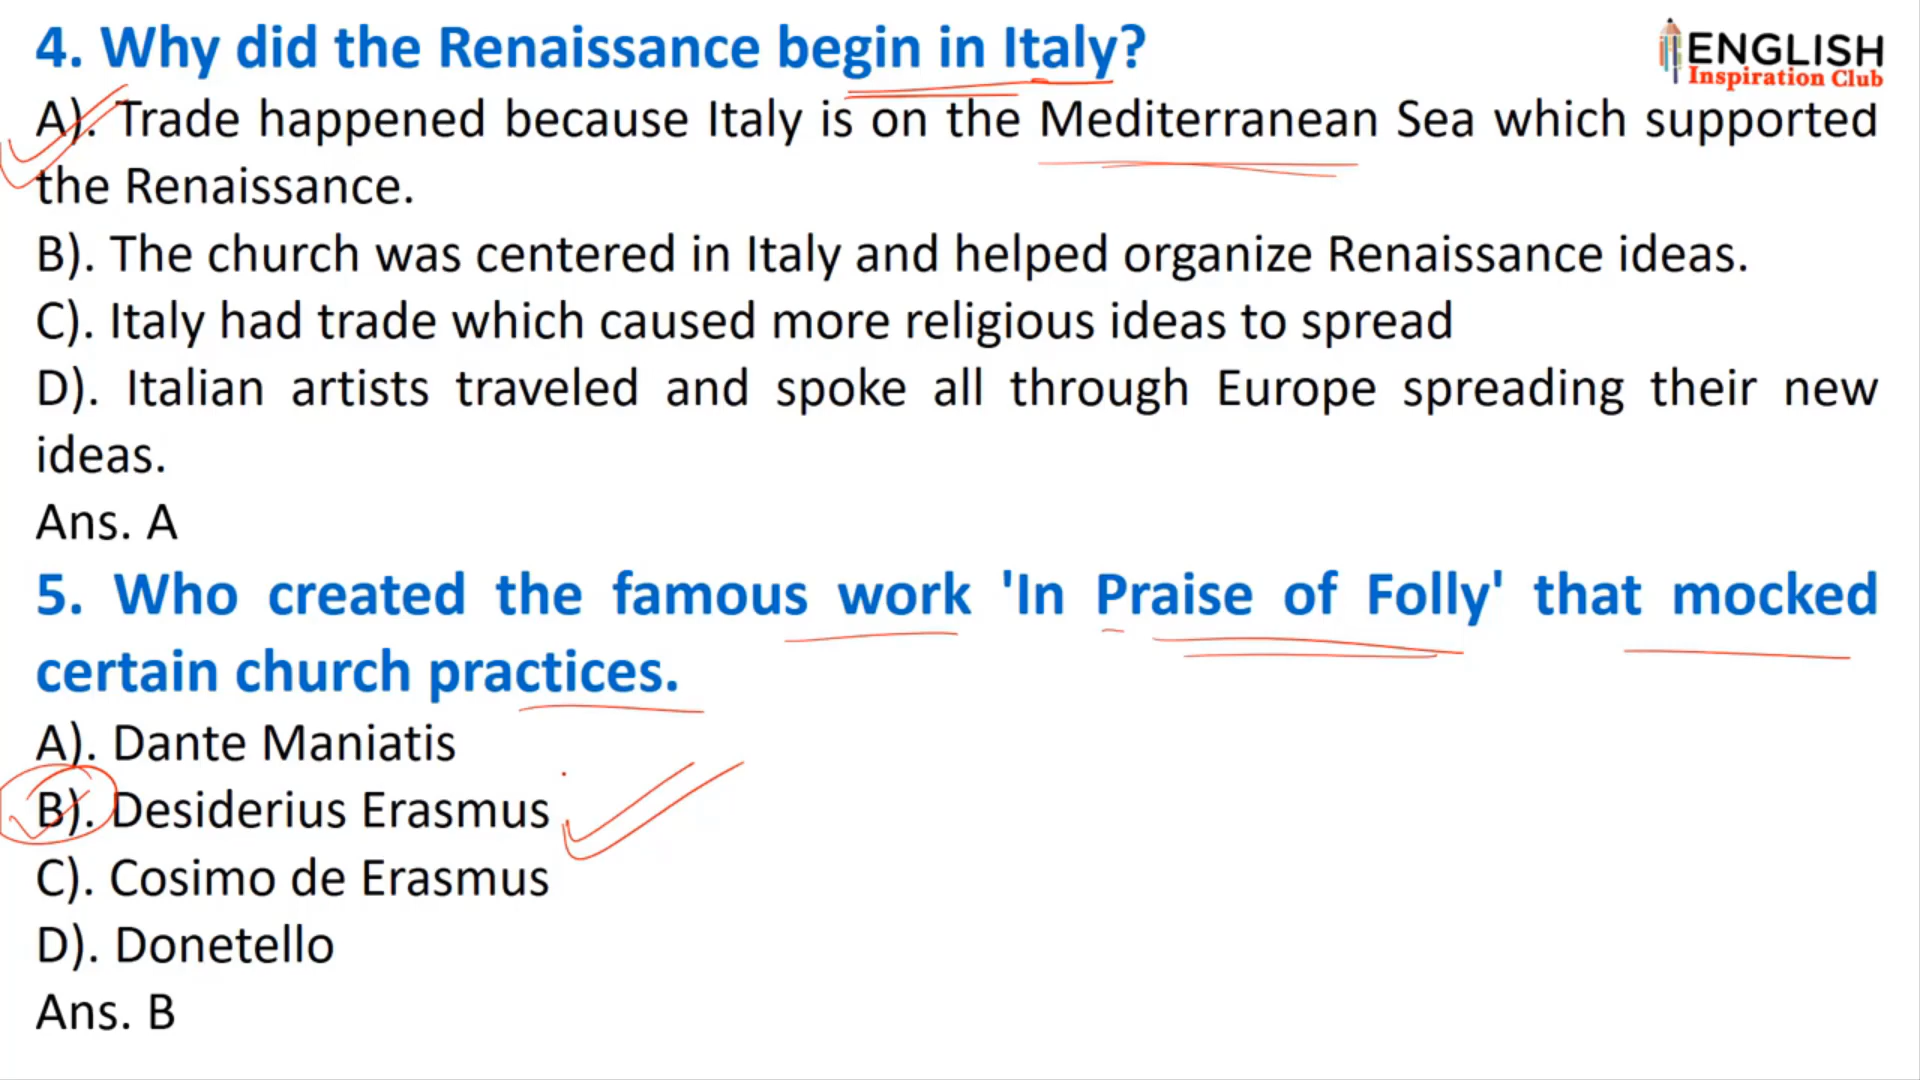 4. Why did the Renaissance begin in Italy?
ENGLISH
Inspiration Club
A). Trade happened because Italy is on the Mediterranean Sea which supported
the Renaissance.
B). The church was centered in Italy and helped organize Renaissance ideas.
C). Italy had trade which caused more religious ideas to spread
D). Italian artists traveled and spoke all through Europe spreading their new
ideas.
Ans. A
5. Who created the famous work 'In Praise of Folly' that mocked
certain church practices.
A). Dante Maniatis
B). Desiderius Erasmus
C). Cosimo de Erasmus
D). Donetello
Ans. B